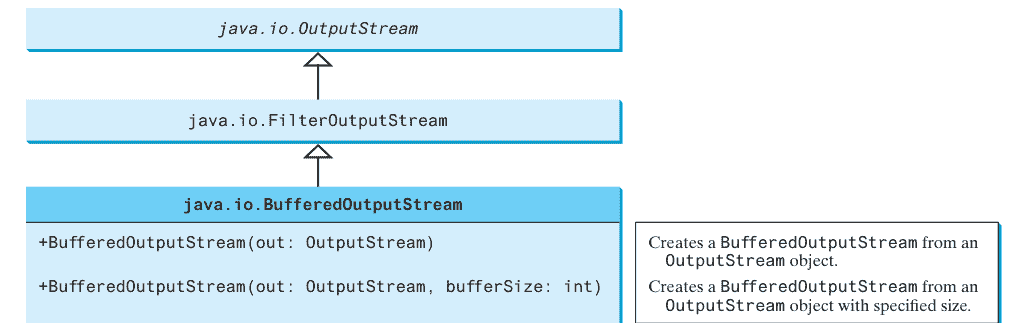 java.io.OutputStream
java.io.FilterOutputStream
java.io.BufferedOutputStream
+BufferedOutputStream(out: OutputStream)
Creates a BufferedOutputStream from an
OutputStream object.
+BufferedOutputStream(out: OutputStream, bufferSize: int)
Creates a BufferedOutputStream from an
OutputStream object with specified size.